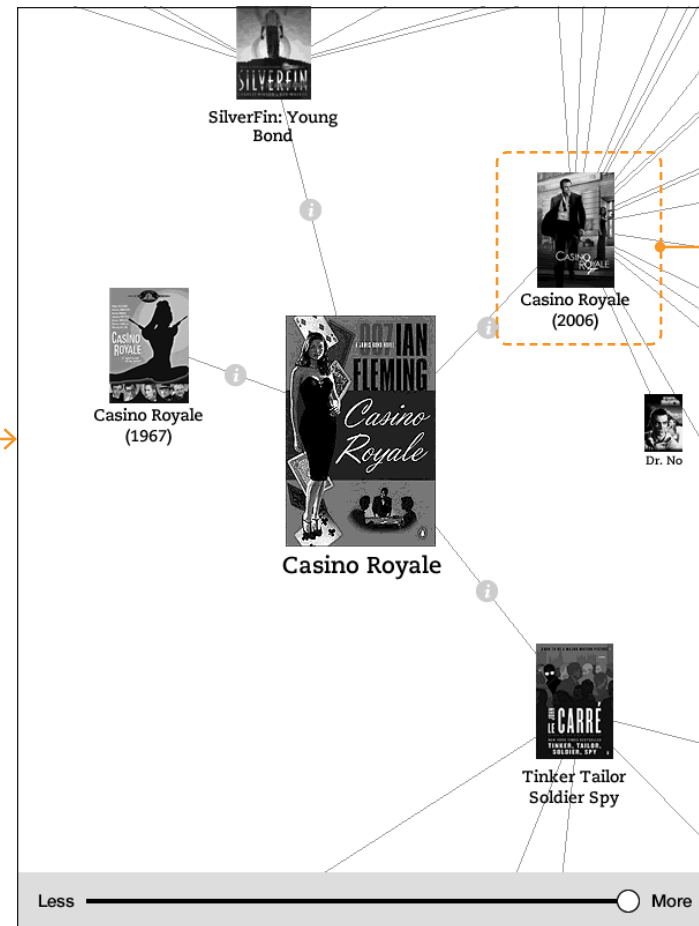 SILVERFIN
SilverFin: Young
Bond
CASINO
ROYALE
Casino Royale
(2006)
CASINO
ROYALE
Casino Royale
(1967)
007 IAN
A JAMES BOND NOVEL
FLEMING
Casino
Royale
Casino Royale
Dr. No
JOHN
LE CARRÉ
TINKER, TAILOR,
SOLDIER, SPY
Tinker Tailor
Soldier Spy
Less
More